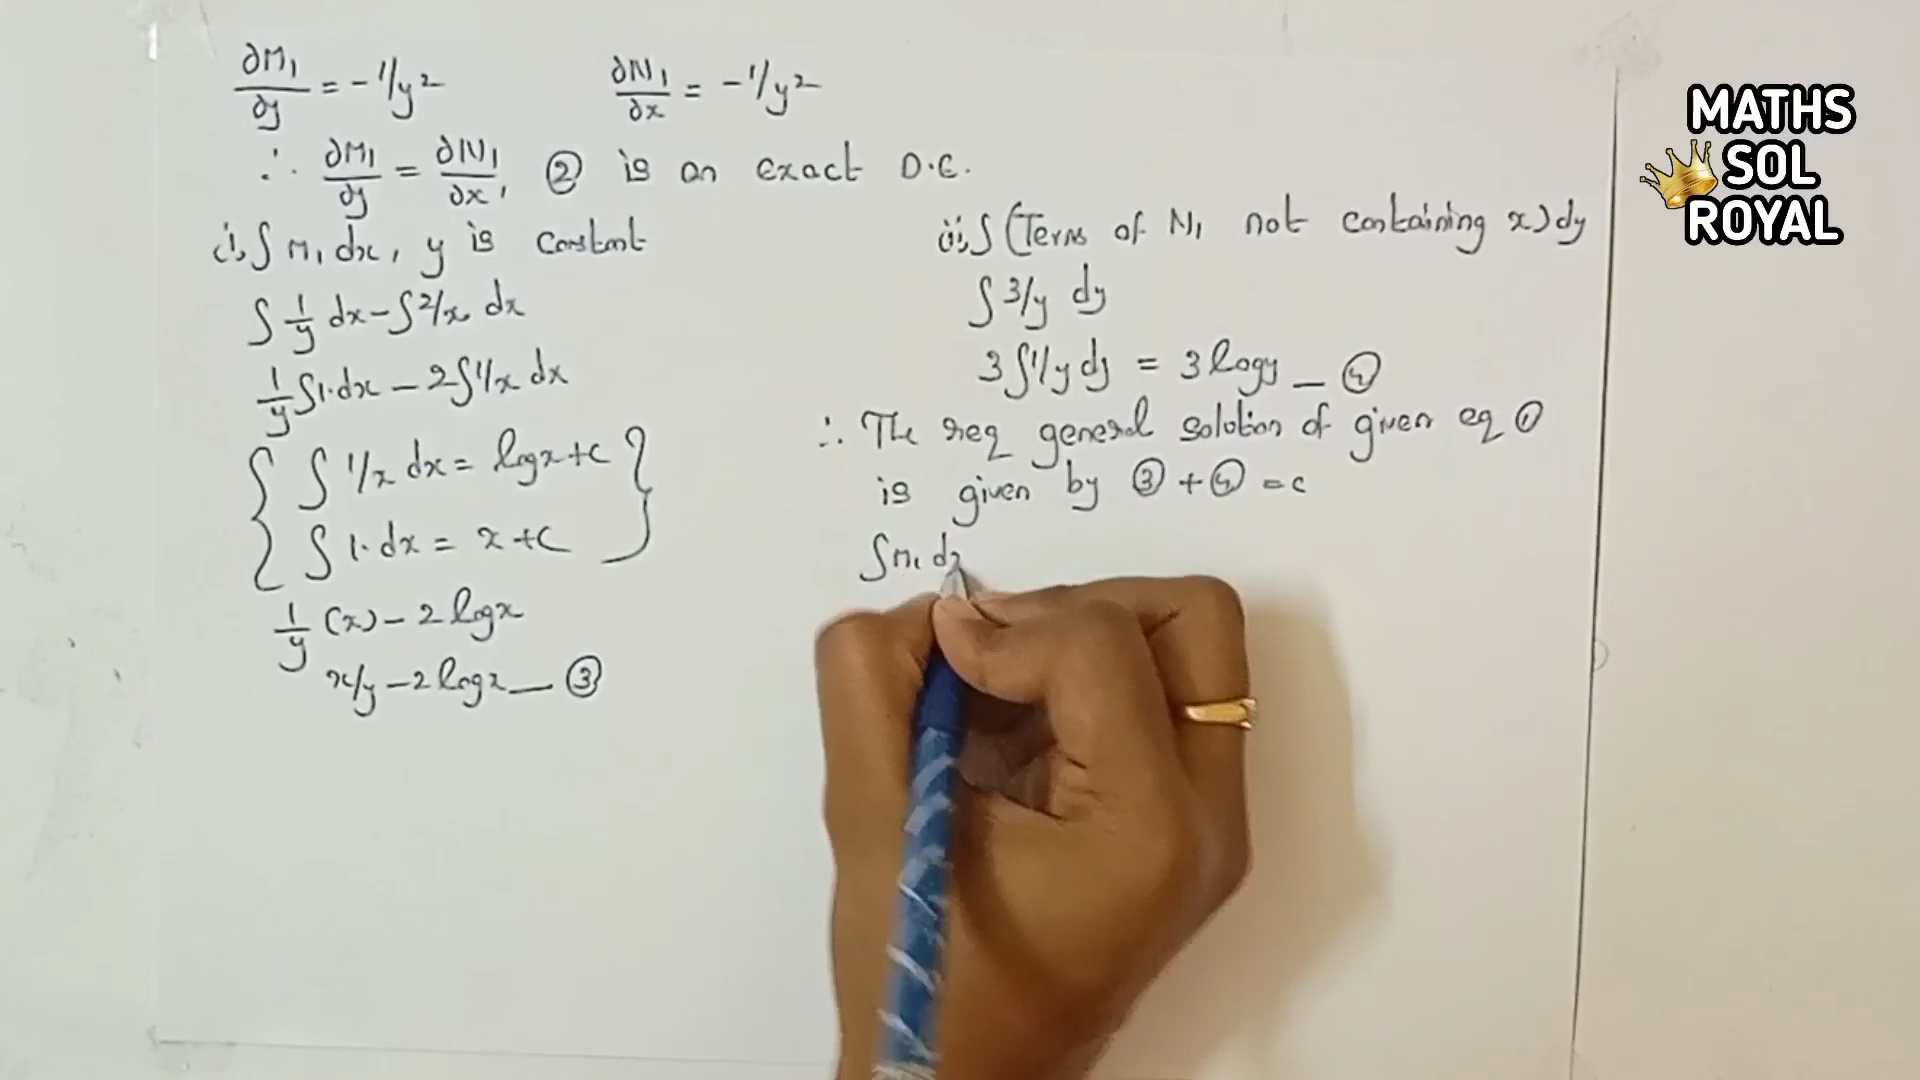 ∂M₁/∂y = -1/y² ∂N₁/∂x = -1/y²
∴ ∂M₁/∂y = ∂N₁/∂x, ② is an exact D.E.
(i) ∫ M₁ dx, y is constant
∫ 1/y dx - ∫ 2/x dx
1/y ∫ 1·dx - 2 ∫ 1/x dx
{ ∫ 1/x dx = log x + c
∫ 1·dx = x + c }
1/y (x) - 2 log x
x/y - 2 log x — ③
(ii) ∫ (Terms of N₁ not containing x) dy
∫ 3/y dy
3 ∫ 1/y dy = 3 log y — ④
∴ The req general solution of given eq ①
is given by ③ + ④ = c
∫ M₁ dx
MATHS
SOL
ROYAL